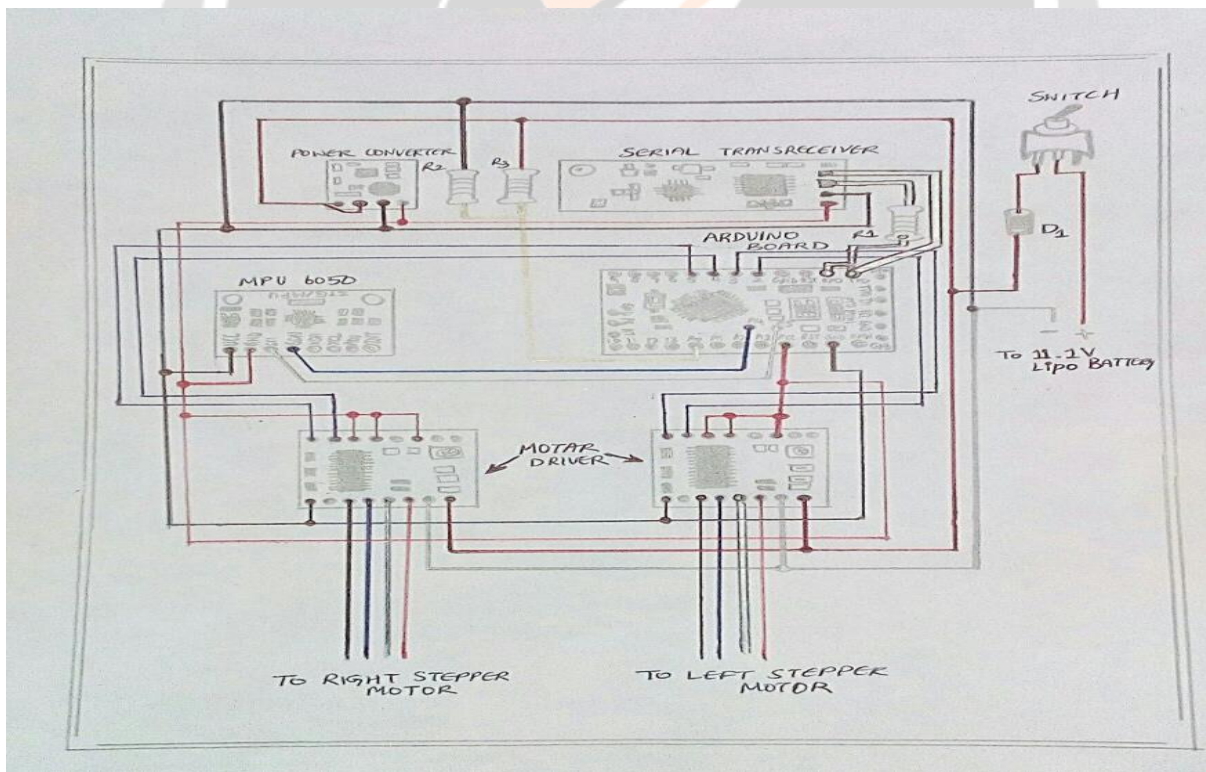 SWITCH
POWER CONVERTER
R2
R3
SERIAL TRANSRECEIVER
D1
R1
ARDUINO
BOARD
MPU 6050
To 11.1V
LiPo BATTERY
MOTAR
DRIVER
TO RIGHT STEPPER
MOTOR
TO LEFT STEPPER
MOTOR